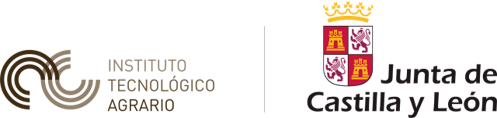 INSTITUTO
TECNOLÓGICO
AGRARIO
Junta de
Castilla y León